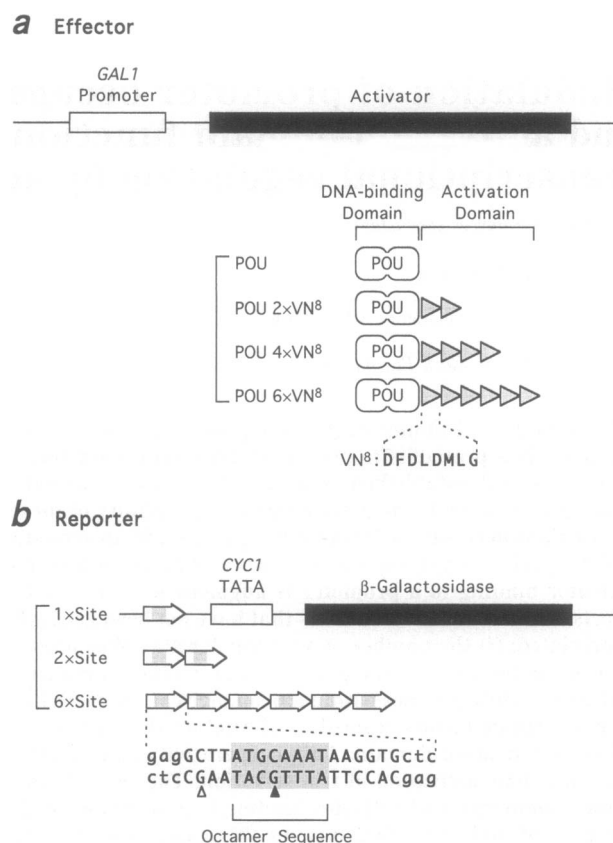 a Effector
GAL1
Promoter
Activator
DNA-binding
Domain
Activation
Domain
POU
POU
POU 2×VN8
POU
POU 4×VN8
POU
POU 6×VN8
POU
VN8:DFDLDMLG
b Reporter
CYC1
TATA
β-Galactosidase
1×Site
2×Site
6×Site
gagGCTTATGCAAATAAGGTGctc
ctcCGAATACGTTTATTCCACgag
Octamer Sequence